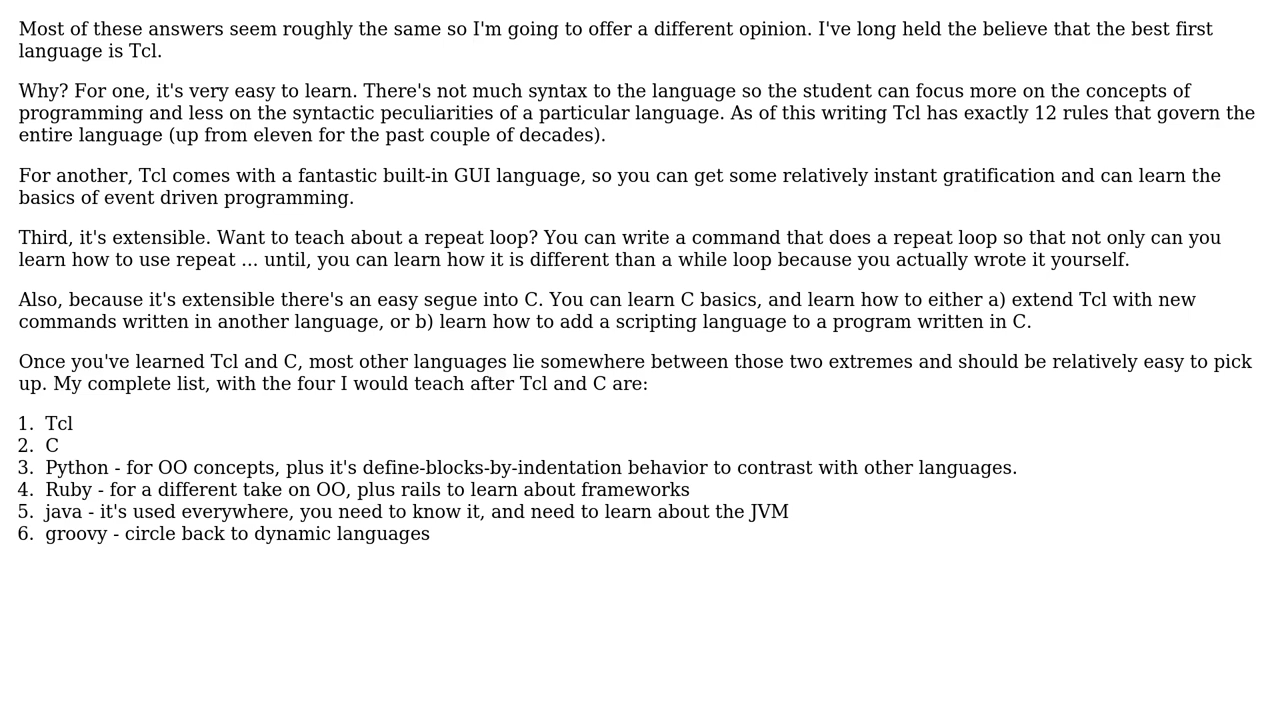 Most of these answers seem roughly the same so I'm going to offer a different opinion. I've long held the believe that the best first
language is Tcl.
Why? For one, it's very easy to learn. There's not much syntax to the language so the student can focus more on the concepts of
programming and less on the syntactic peculiarities of a particular language. As of this writing Tcl has exactly 12 rules that govern the
entire language (up from eleven for the past couple of decades).
For another, Tcl comes with a fantastic built-in GUI language, so you can get some relatively instant gratification and can learn the
basics of event driven programming.
Third, it's extensible. Want to teach about a repeat loop? You can write a command that does a repeat loop so that not only can you
learn how to use repeat ... until, you can learn how it is different than a while loop because you actually wrote it yourself.
Also, because it's extensible there's an easy segue into C. You can learn C basics, and learn how to either a) extend Tcl with new
commands written in another language, or b) learn how to add a scripting language to a program written in C.
Once you've learned Tcl and C, most other languages lie somewhere between those two extremes and should be relatively easy to pick
up. My complete list, with the four I would teach after Tcl and C are:
1. Tcl
2. C
3. Python - for OO concepts, plus it's define-blocks-by-indentation behavior to contrast with other languages.
4. Ruby - for a different take on OO, plus rails to learn about frameworks
5. java - it's used everywhere, you need to know it, and need to learn about the JVM
6. groovy - circle back to dynamic languages